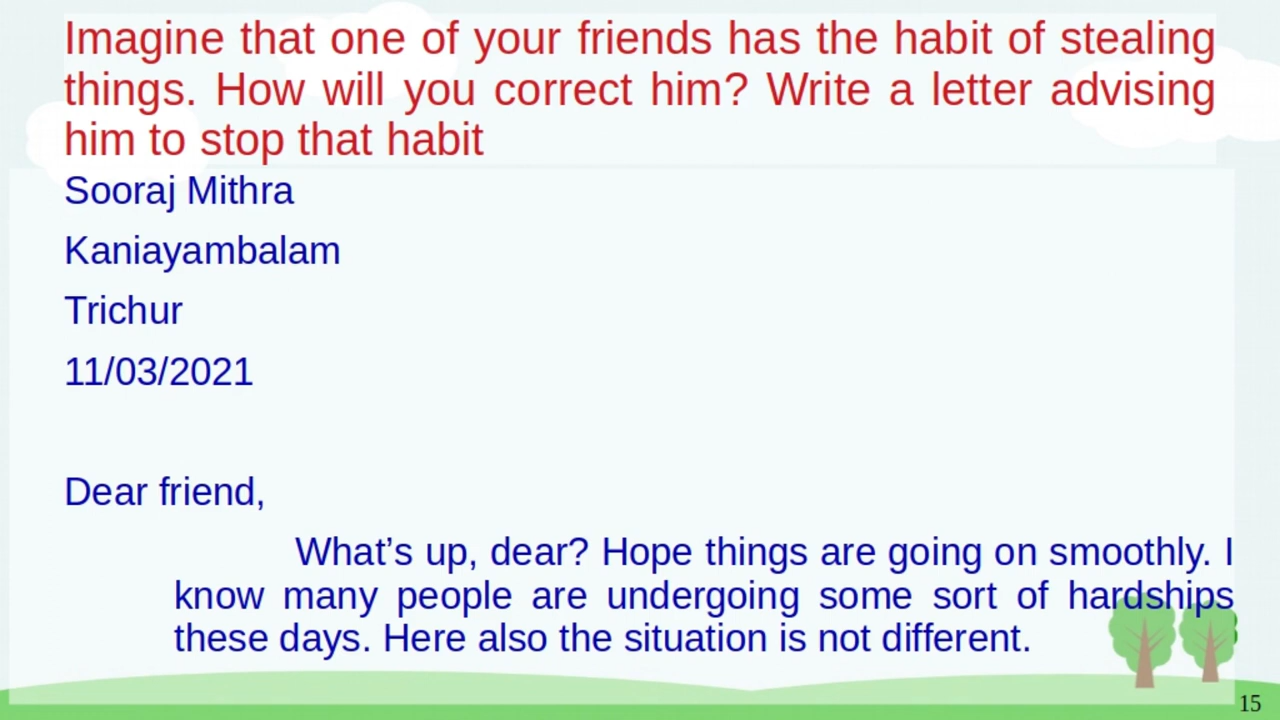 Imagine that one of your friends has the habit of stealing
things. How will you correct him? Write a letter advising
him to stop that habit
Sooraj Mithra
Kaniayambalam
Trichur
11/03/2021
Dear friend,
What’s up, dear? Hope things are going on smoothly. I
know many people are undergoing some sort of hardships
these days. Here also the situation is not different.
15